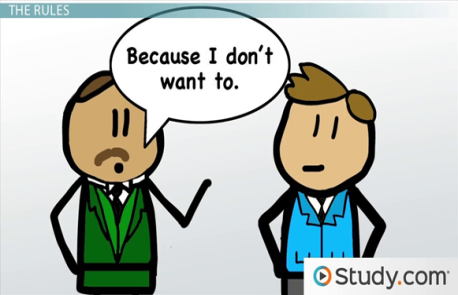 THE RULES
Because I don't
want to.
Study.com